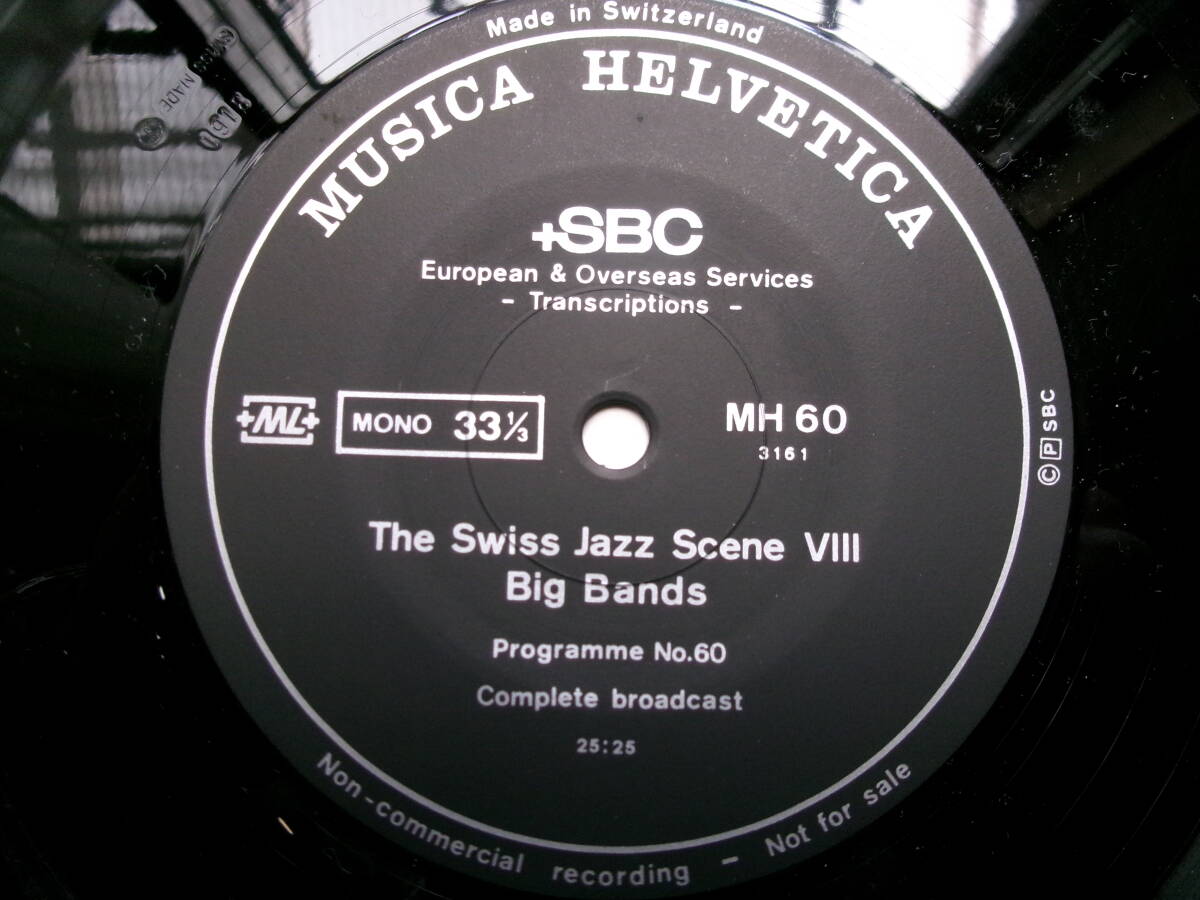 Made in Switzerland
MUSICA HELVETICA
+SBC
European & Overseas Services
- Transcriptions -
+ML+
MONO 33⅓
MH 60
3161
© P SBC
The Swiss Jazz Scene VIII
Big Bands
Programme No.60
Complete broadcast
25:25
Non-commercial recording - Not for sale
MADE